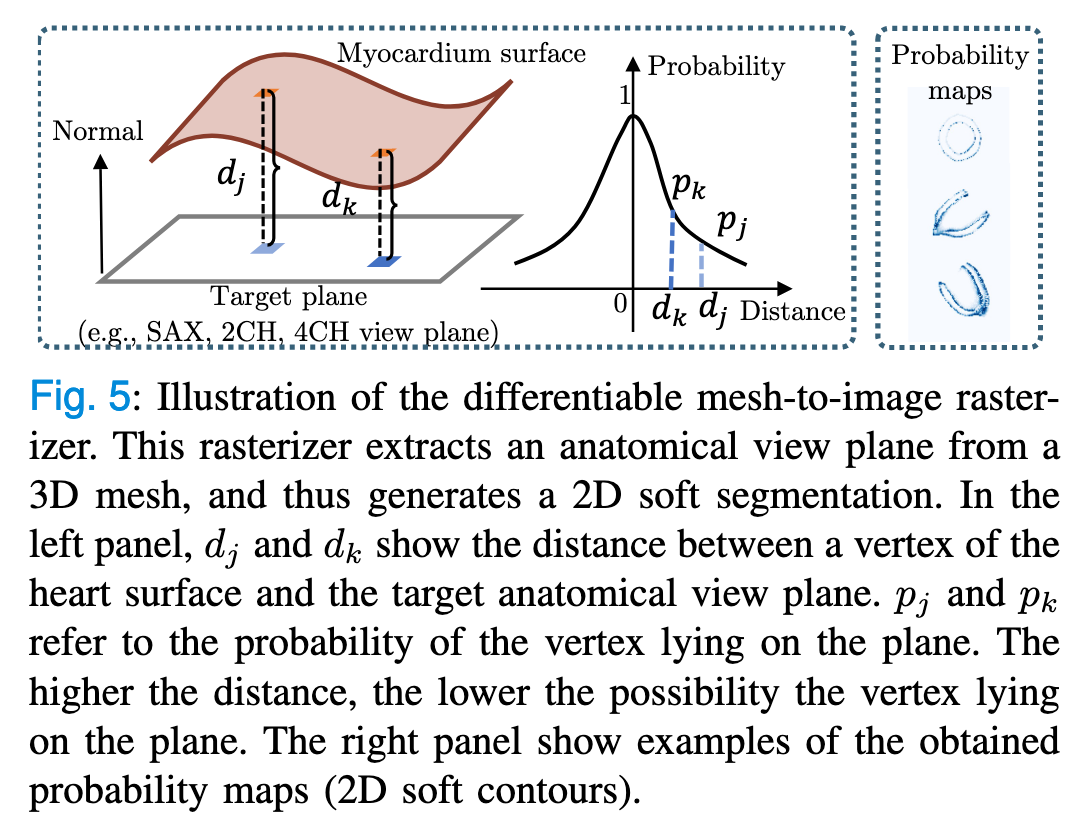 Myocardium surface
Normal
d_j
d_k
Target plane
(e.g., SAX, 2CH, 4CH view plane)
Probability
1
p_k
p_j
0
d_k d_j Distance
Probability
maps
Fig. 5: Illustration of the differentiable mesh-to-image raster-
izer. This rasterizer extracts an anatomical view plane from a
3D mesh, and thus generates a 2D soft segmentation. In the
left panel, d_j and d_k show the distance between a vertex of the
heart surface and the target anatomical view plane. p_j and p_k
refer to the probability of the vertex lying on the plane. The
higher the distance, the lower the possibility the vertex lying
on the plane. The right panel show examples of the obtained
probability maps (2D soft contours).